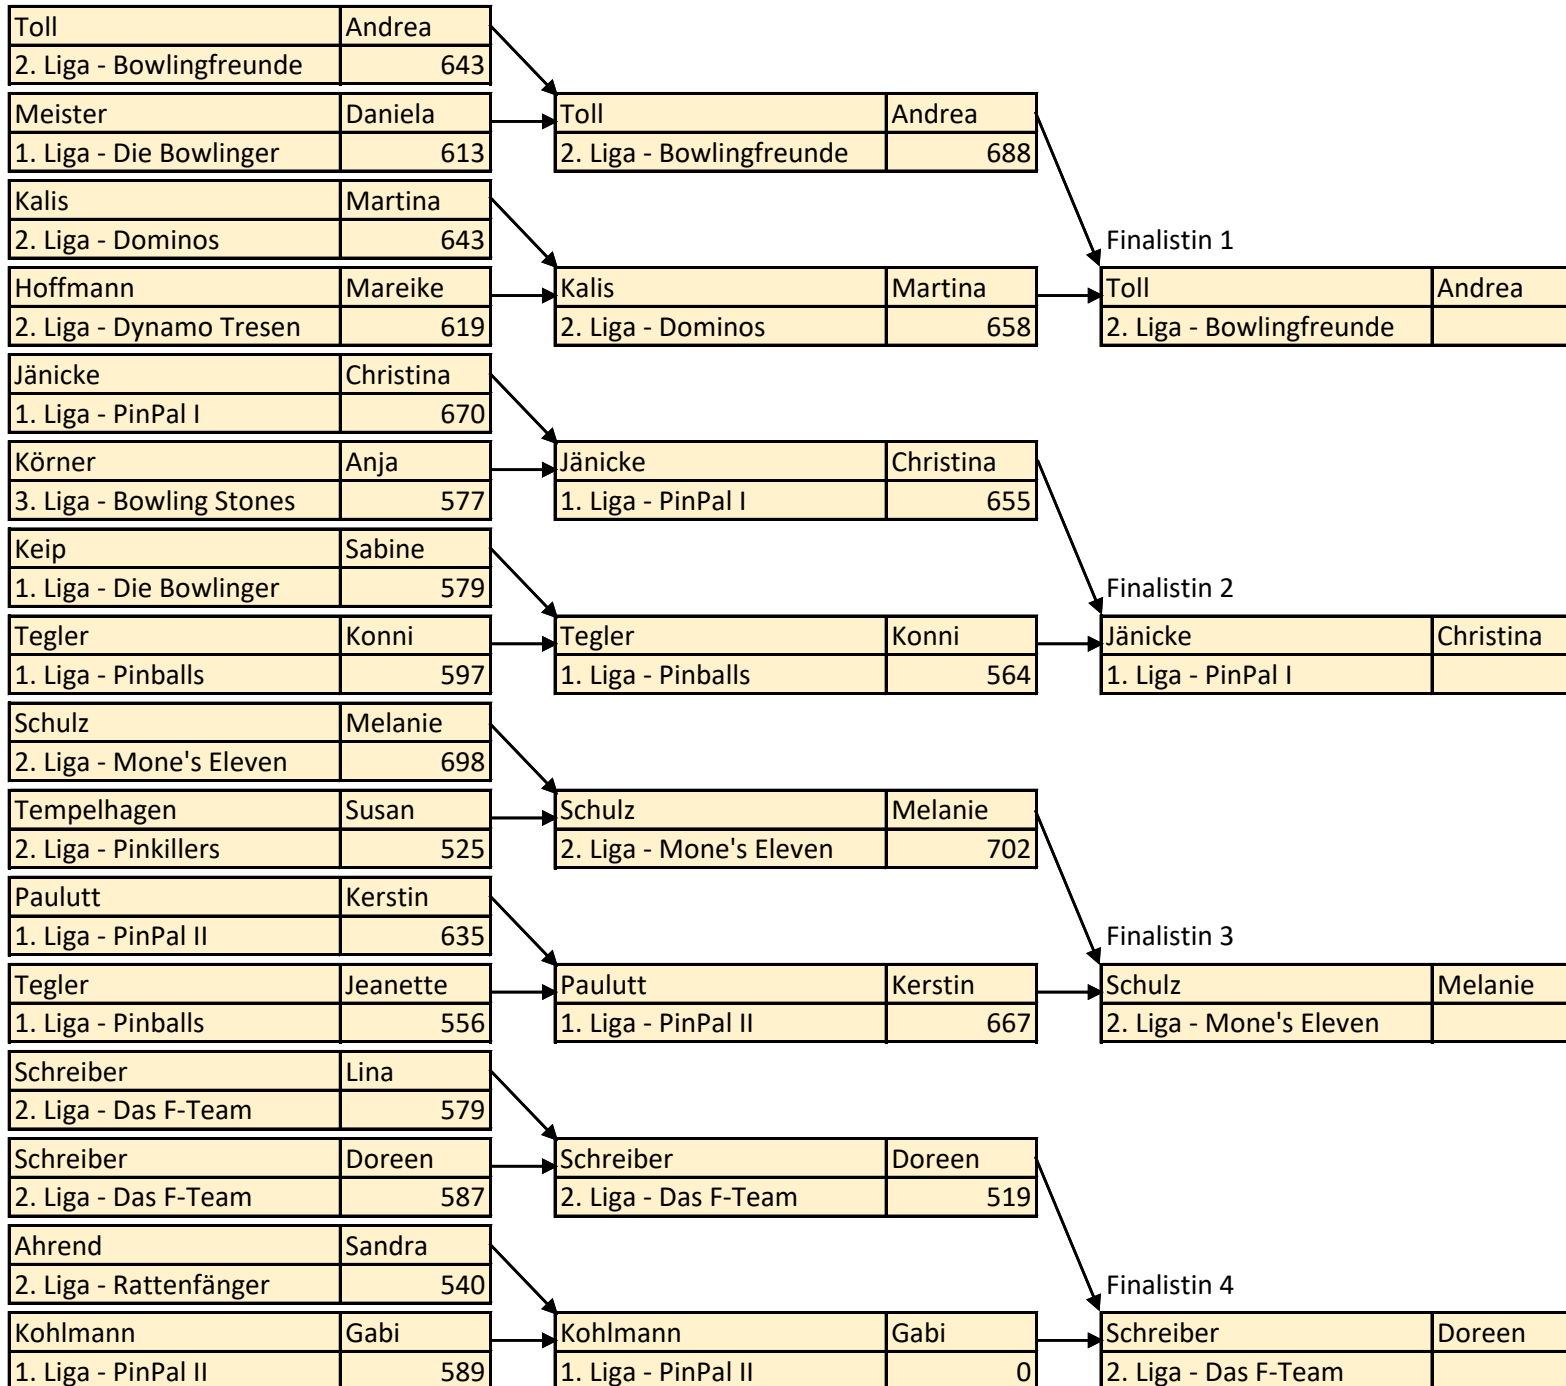 Toll Andrea
2. Liga - Bowlingfreunde 643
Meister Daniela
1. Liga - Die Bowlinger 613
Kalis Martina
2. Liga - Dominos 643
Hoffmann Mareike
2. Liga - Dynamo Tresen 619
Jänicke Christina
1. Liga - PinPal I 670
Körner Anja
3. Liga - Bowling Stones 577
Keip Sabine
1. Liga - Die Bowlinger 579
Tegler Konni
1. Liga - Pinballs 597
Schulz Melanie
2. Liga - Mone's Eleven 698
Tempelhagen Susan
2. Liga - Pinkillers 525
Paulutt Kerstin
1. Liga - PinPal II 635
Tegler Jeanette
1. Liga - Pinballs 556
Schreiber Lina
2. Liga - Das F-Team 579
Schreiber Doreen
2. Liga - Das F-Team 587
Ahrend Sandra
2. Liga - Rattenfänger 540
Kohlmann Gabi
1. Liga - PinPal II 589
Toll Andrea
2. Liga - Bowlingfreunde 688
Kalis Martina
2. Liga - Dominos 658
Jänicke Christina
1. Liga - PinPal I 655
Tegler Konni
1. Liga - Pinballs 564
Schulz Melanie
2. Liga - Mone's Eleven 702
Paulutt Kerstin
1. Liga - PinPal II 667
Schreiber Doreen
2. Liga - Das F-Team 519
Kohlmann Gabi
1. Liga - PinPal II 0
Finalistin 1
Toll Andrea
2. Liga - Bowlingfreunde
Finalistin 2
Jänicke Christina
1. Liga - PinPal I
Finalistin 3
Schulz Melanie
2. Liga - Mone's Eleven
Finalistin 4
Schreiber Doreen
2. Liga - Das F-Team